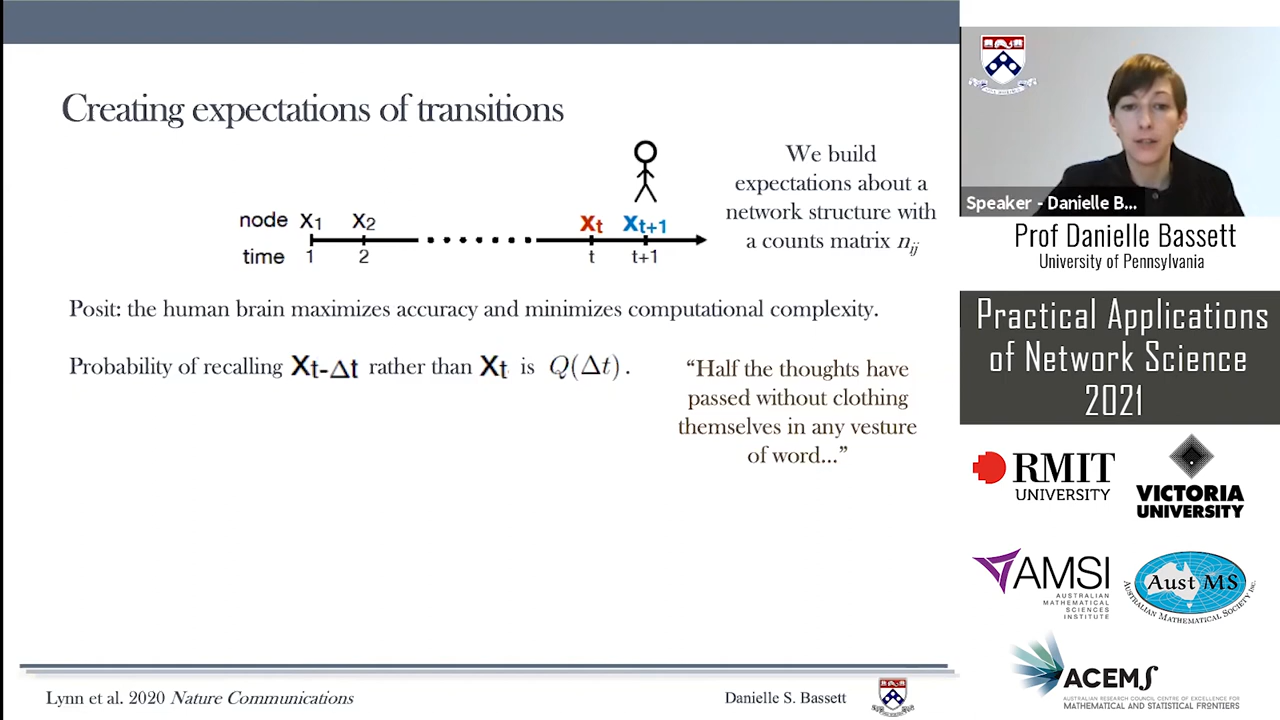 Creating expectations of transitions
We build
expectations about a
network structure with
a counts matrix nij
node X1 X2 Xt Xt+1
time 1 2 t t+1
Posit: the human brain maximizes accuracy and minimizes computational complexity.
Probability of recalling Xt-Δt rather than Xt is Q(Δt).
“Half the thoughts have
passed without clothing
themselves in any vesture
of word...”
Lynn et al. 2020 Nature Communications
Danielle S. Bassett
Speaker - Danielle B...
Prof Danielle Bassett
University of Pennsylvania
Practical Applications
of Network Science
2021
RMIT
UNIVERSITY
VICTORIA
UNIVERSITY
AMSI
AUSTRALIAN
MATHEMATICAL
SCIENCES
INSTITUTE
Aust MS
AUSTRALIAN MATHEMATICAL SOCIETY Inc.
ACEMS
AUSTRALIAN RESEARCH COUNCIL CENTRE OF EXCELLENCE FOR
MATHEMATICAL AND STATISTICAL FRONTIERS